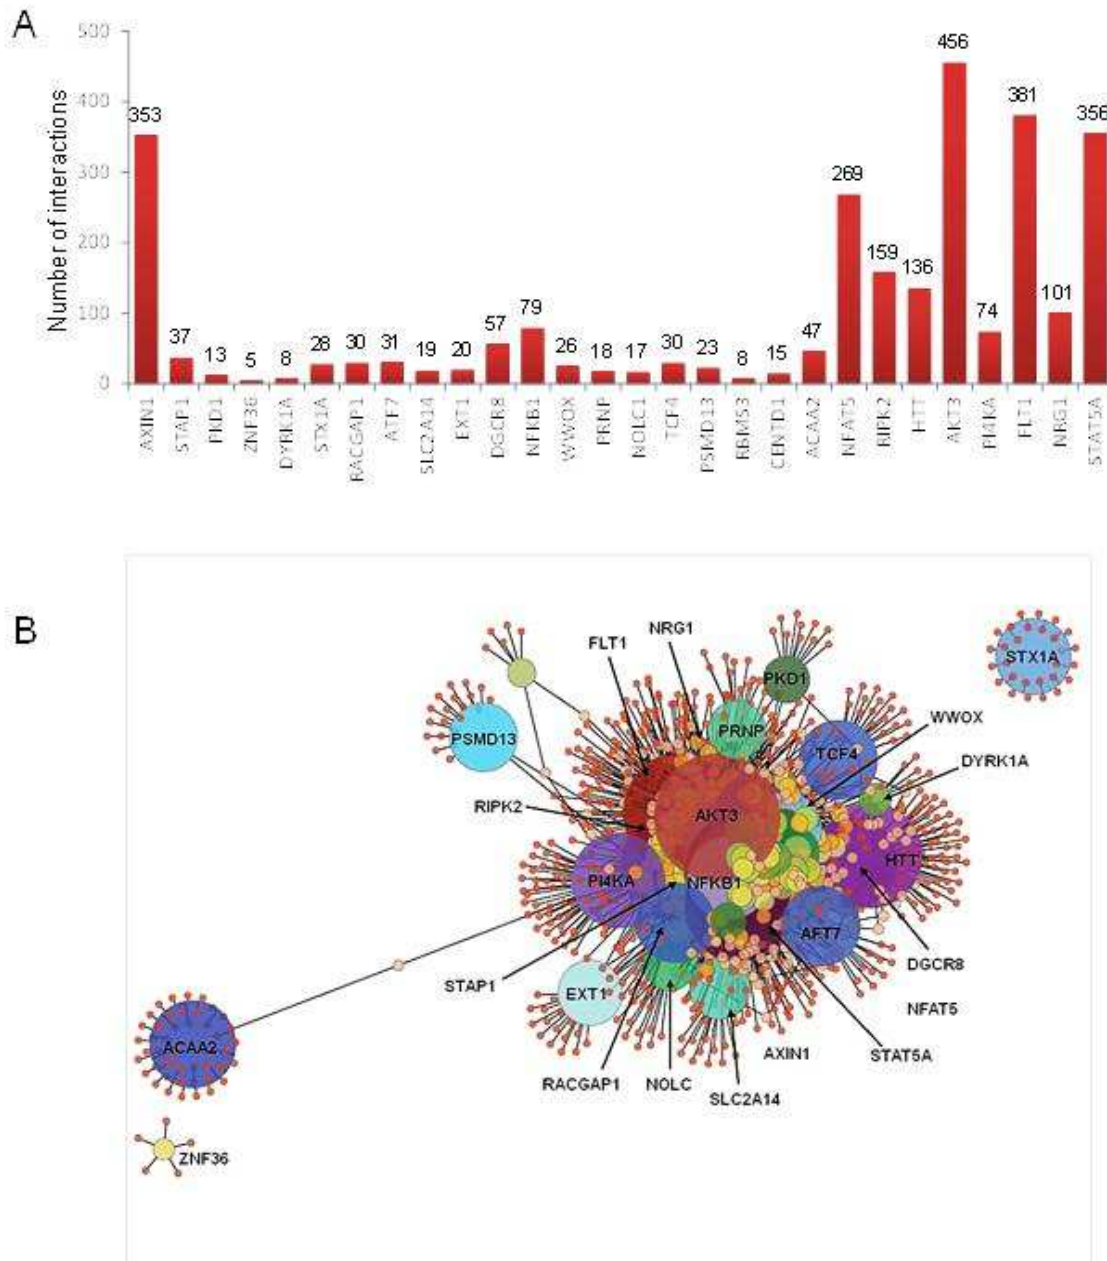 A
Number of interactions
500
400
300
200
100
0
353
37
13
5
8
28
30
31
19
20
57
79
26
18
17
30
23
8
15
47
269
159
136
456
74
381
101
356
AXIN1
STAP1
PKD1
ZNF36
DYRK1A
STX1A
RACGAP1
ATF7
SLC2A14
EXT1
DGCR8
NFKB1
WWOX
PRNP
NOLC1
TCF4
PSMD13
RBMS3
CENTD1
ACAA2
NFAT5
RIPK2
HTT
AKT3
PI4KA
FLT1
NRG1
STAT5A
B
NRG1
FLT1
STX1A
PKD1
WWOX
PRNP
PSMD13
TCF4
DYRK1A
RIPK2
AKT3
HTT
PI4KA
NFKB1
AFT7
DGCR8
STAP1
EXT1
NFAT5
ACAA2
AXIN1
STAT5A
RACGAP1
NOLC
SLC2A14
ZNF36